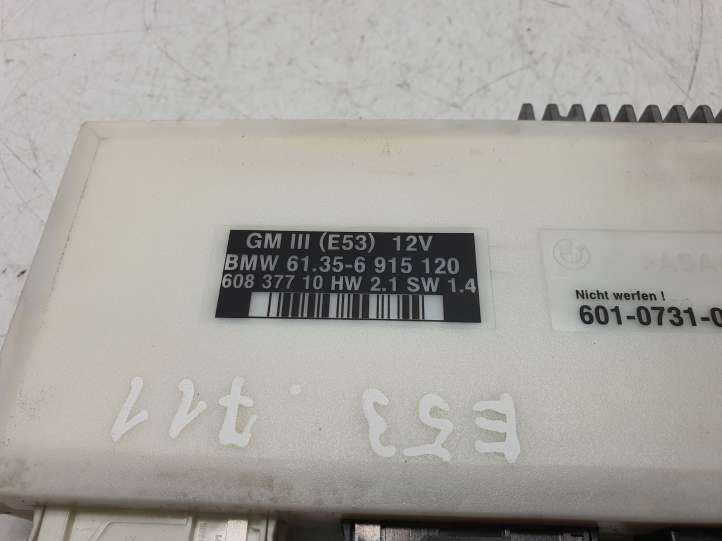 GM III (E53) 12V
BMW 61.35-6 915 120
608 377 10 HW 2.1 SW 1.4
Nicht werfen !
601-0731-0
E53 .711